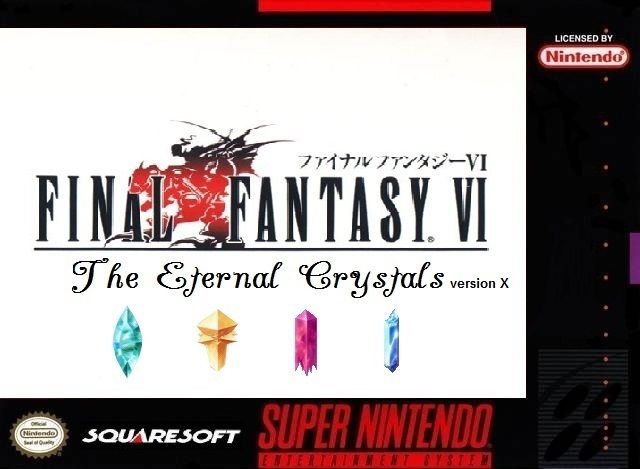 LICENSED BY
Nintendo®
ファイナルファンタジーVI
FINAL FANTASY® VI
The Eternal Crystals version X
Official
Nintendo
Seal of Quality
SQUARESOFT
SUPER NINTENDO
ENTERTAINMENT SYSTEM